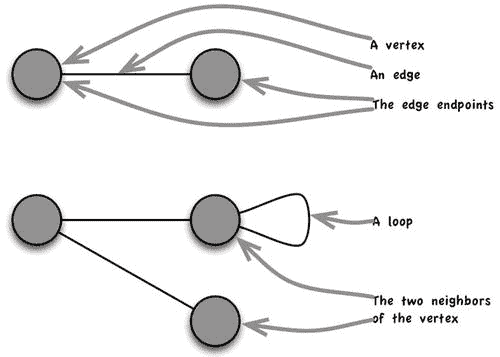 A vertex
An edge
The edge endpoints
A loop
The two neighbors
of the vertex